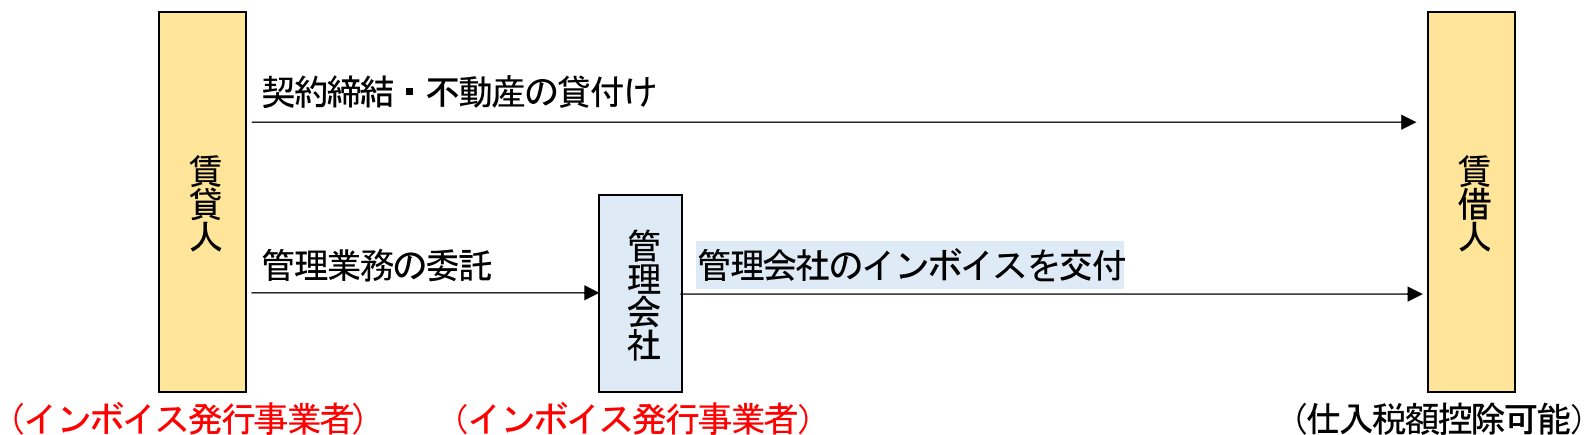 契約締結・不動産の貸付け
賃貸人
賃借人
管理業務の委託
管理会社
管理会社のインボイスを交付
（インボイス発行事業者）
（インボイス発行事業者）
（仕入税額控除可能）